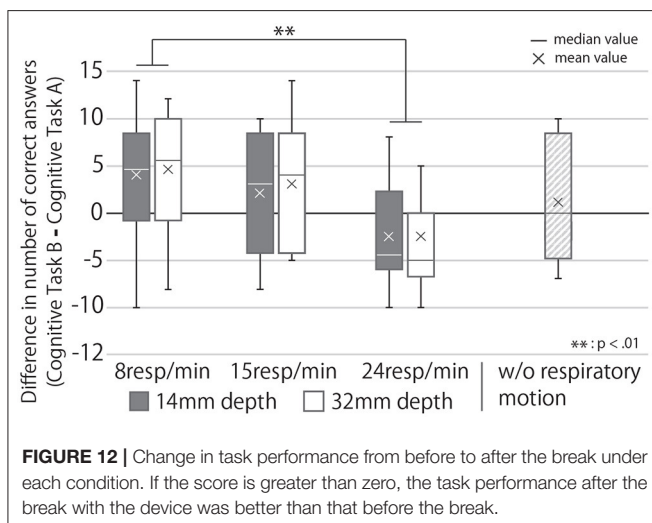 **
— median value
× mean value
Difference in number of correct answers
(Cognitive Task B - Cognitive Task A)
15
10
5
0
-5
-10
-12
** : p < .01
8resp/min 15resp/min 24resp/min w/o respiratory motion
14mm depth 32mm depth
FIGURE 12 | Change in task performance from before to after the break under
each condition. If the score is greater than zero, the task performance after the
break with the device was better than that before the break.